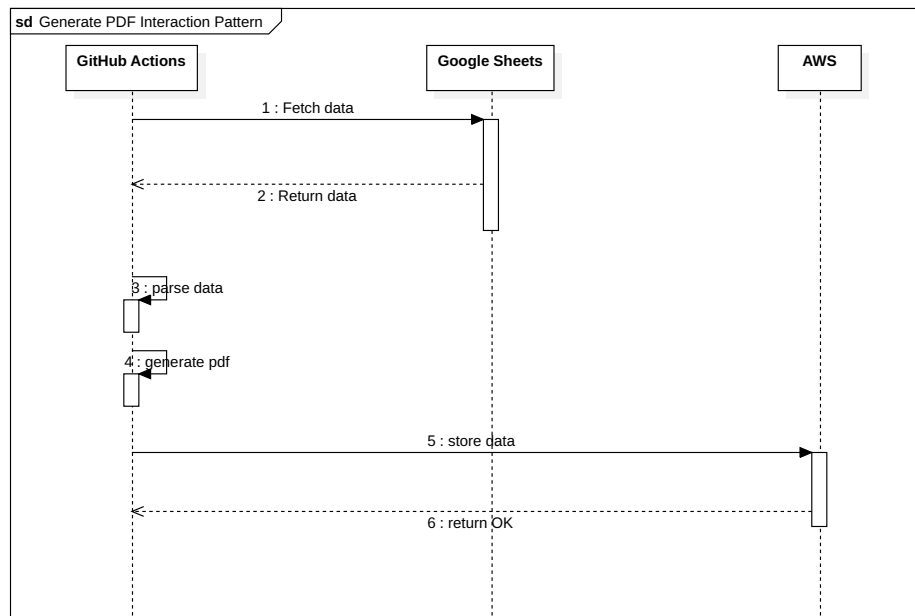 sd Generate PDF Interaction Pattern
GitHub Actions
Google Sheets
AWS
1 : Fetch data
2 : Return data
3 : parse data
4 : generate pdf
5 : store data
6 : return OK